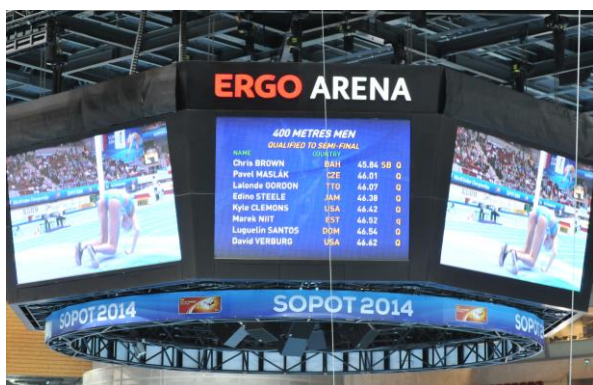 ERGO ARENA
400 METRES MEN
QUALIFIED TO SEMI-FINAL
NAME COUNTRY
Chris BROWN BAH 45.84 SB Q
Pavel MASLÁK CZE 46.01 Q
Lalonde GORDON TTO 46.07 Q
Edino STEELE JAM 46.38 Q
Kyle CLEMONS USA 46.42 Q
Marek NIIT EST 46.52 q
Luguelín SANTOS DOM 46.54 Q
David VERBURG USA 46.62 Q
SOPOT 2014
SOPOT 2014
SOPOT